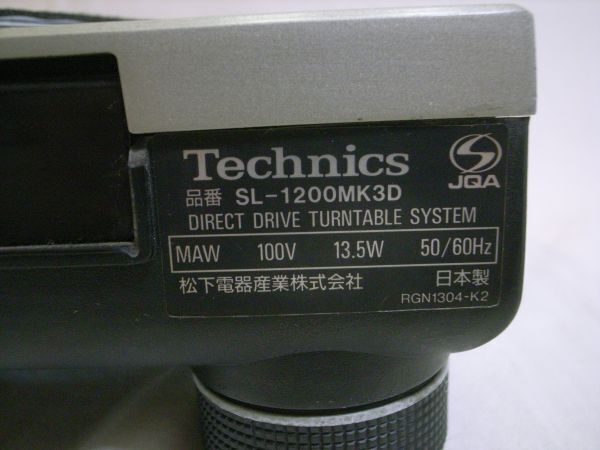 Technics
S JQA
品番 SL-1200MK3D
DIRECT DRIVE TURNTABLE SYSTEM
MAW 100V 13.5W 50/60Hz
松下電器産業株式会社 日本製
RGN1304-K2